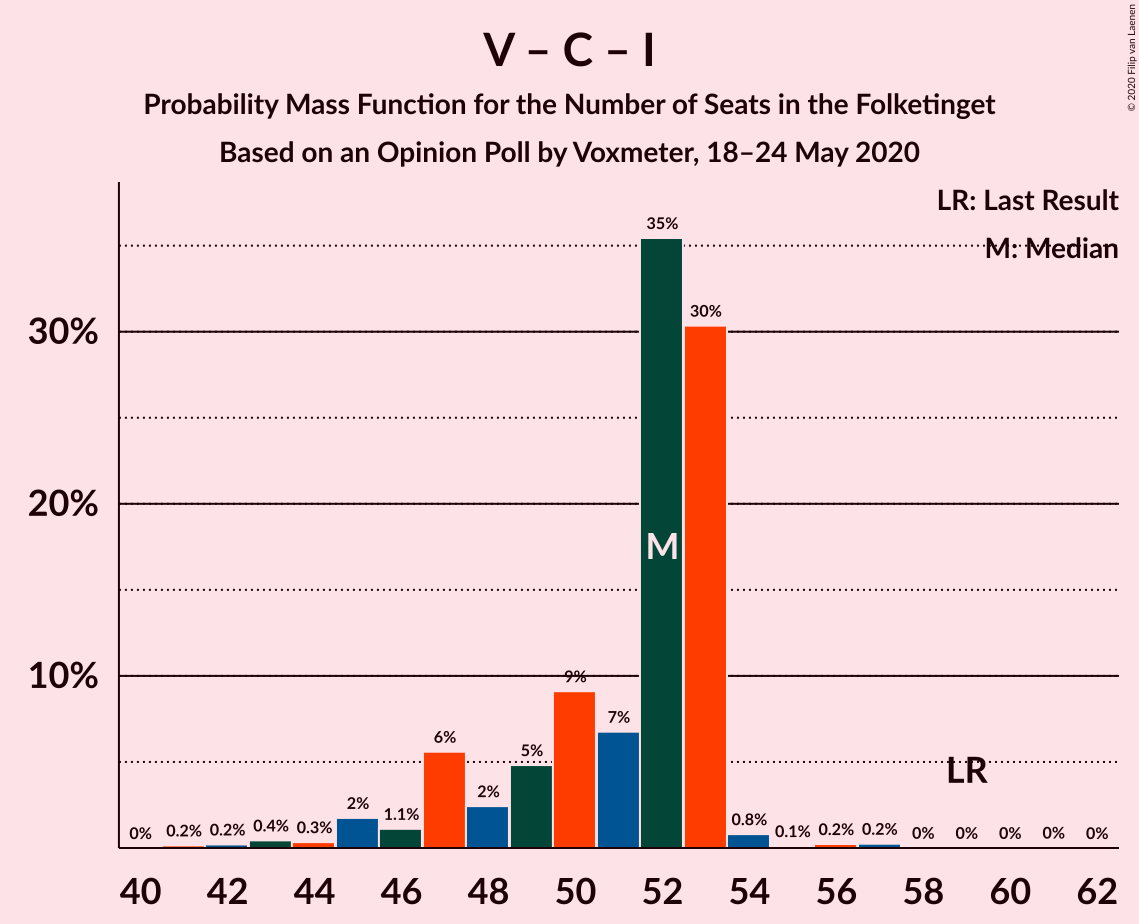 V – C – I
Probability Mass Function for the Number of Seats in the Folketinget
Based on an Opinion Poll by Voxmeter, 18–24 May 2020
© 2020 Filip van Laenen
LR: Last Result
M: Median
35%
30%
30%
20%
M
10%
9%
7%
6%
5%
LR
2%
2%
1.1%
0.8%
0% 0.2% 0.2% 0.4% 0.3% 0.1% 0.2% 0.2% 0% 0% 0% 0% 0%
40 42 44 46 48 50 52 54 56 58 60 62